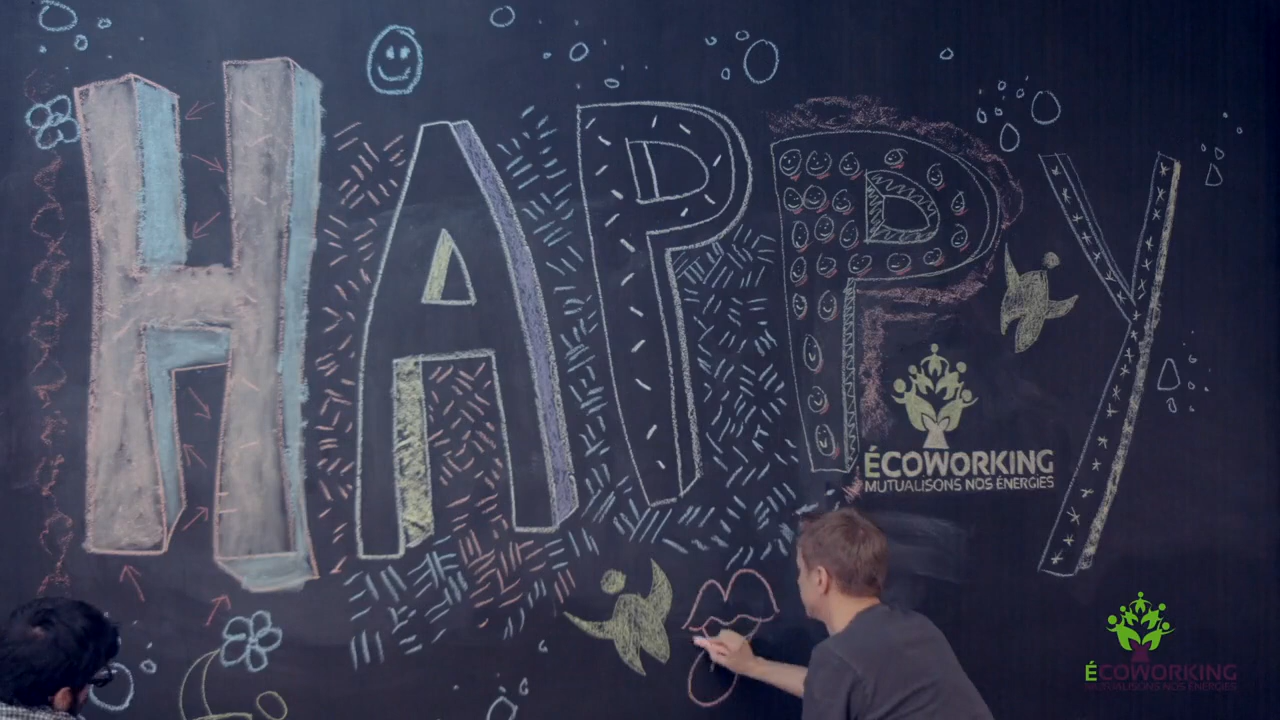 HAPPY
ÉCOWORKING
MUTUALISONS NOS ÉNERGIES
ÉCOWORKING
MUTUALISONS NOS ÉNERGIES